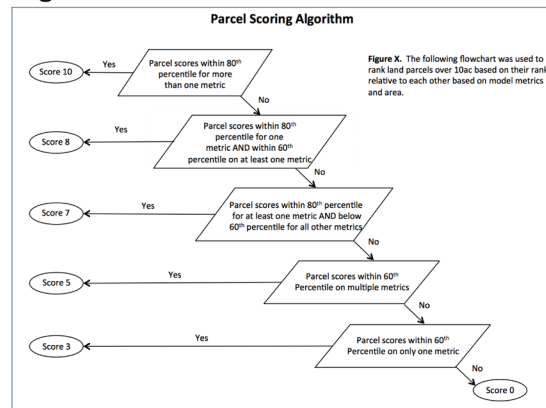 Parcel Scoring Algorithm
Yes
Score 10
Parcel scores within 80th
percentile for more
than one metric
Figure X. The following flowchart was used to
rank land parcels over 10ac based on their rank
relative to each other based on model metrics
and area.
No
Yes
Score 8
Parcel scores within 80th
percentile for one
metric AND within 60th
percentile on at least one metric
No
Yes
Score 7
Parcel scores within 80th percentile
for at least one metric AND below
60th percentile for all other metrics
No
Yes
Score 5
Parcel scores within 60th
Percentile on multiple metrics
No
Yes
Score 3
Parcel scores within 60th
Percentile on only one metric
No
Score 0